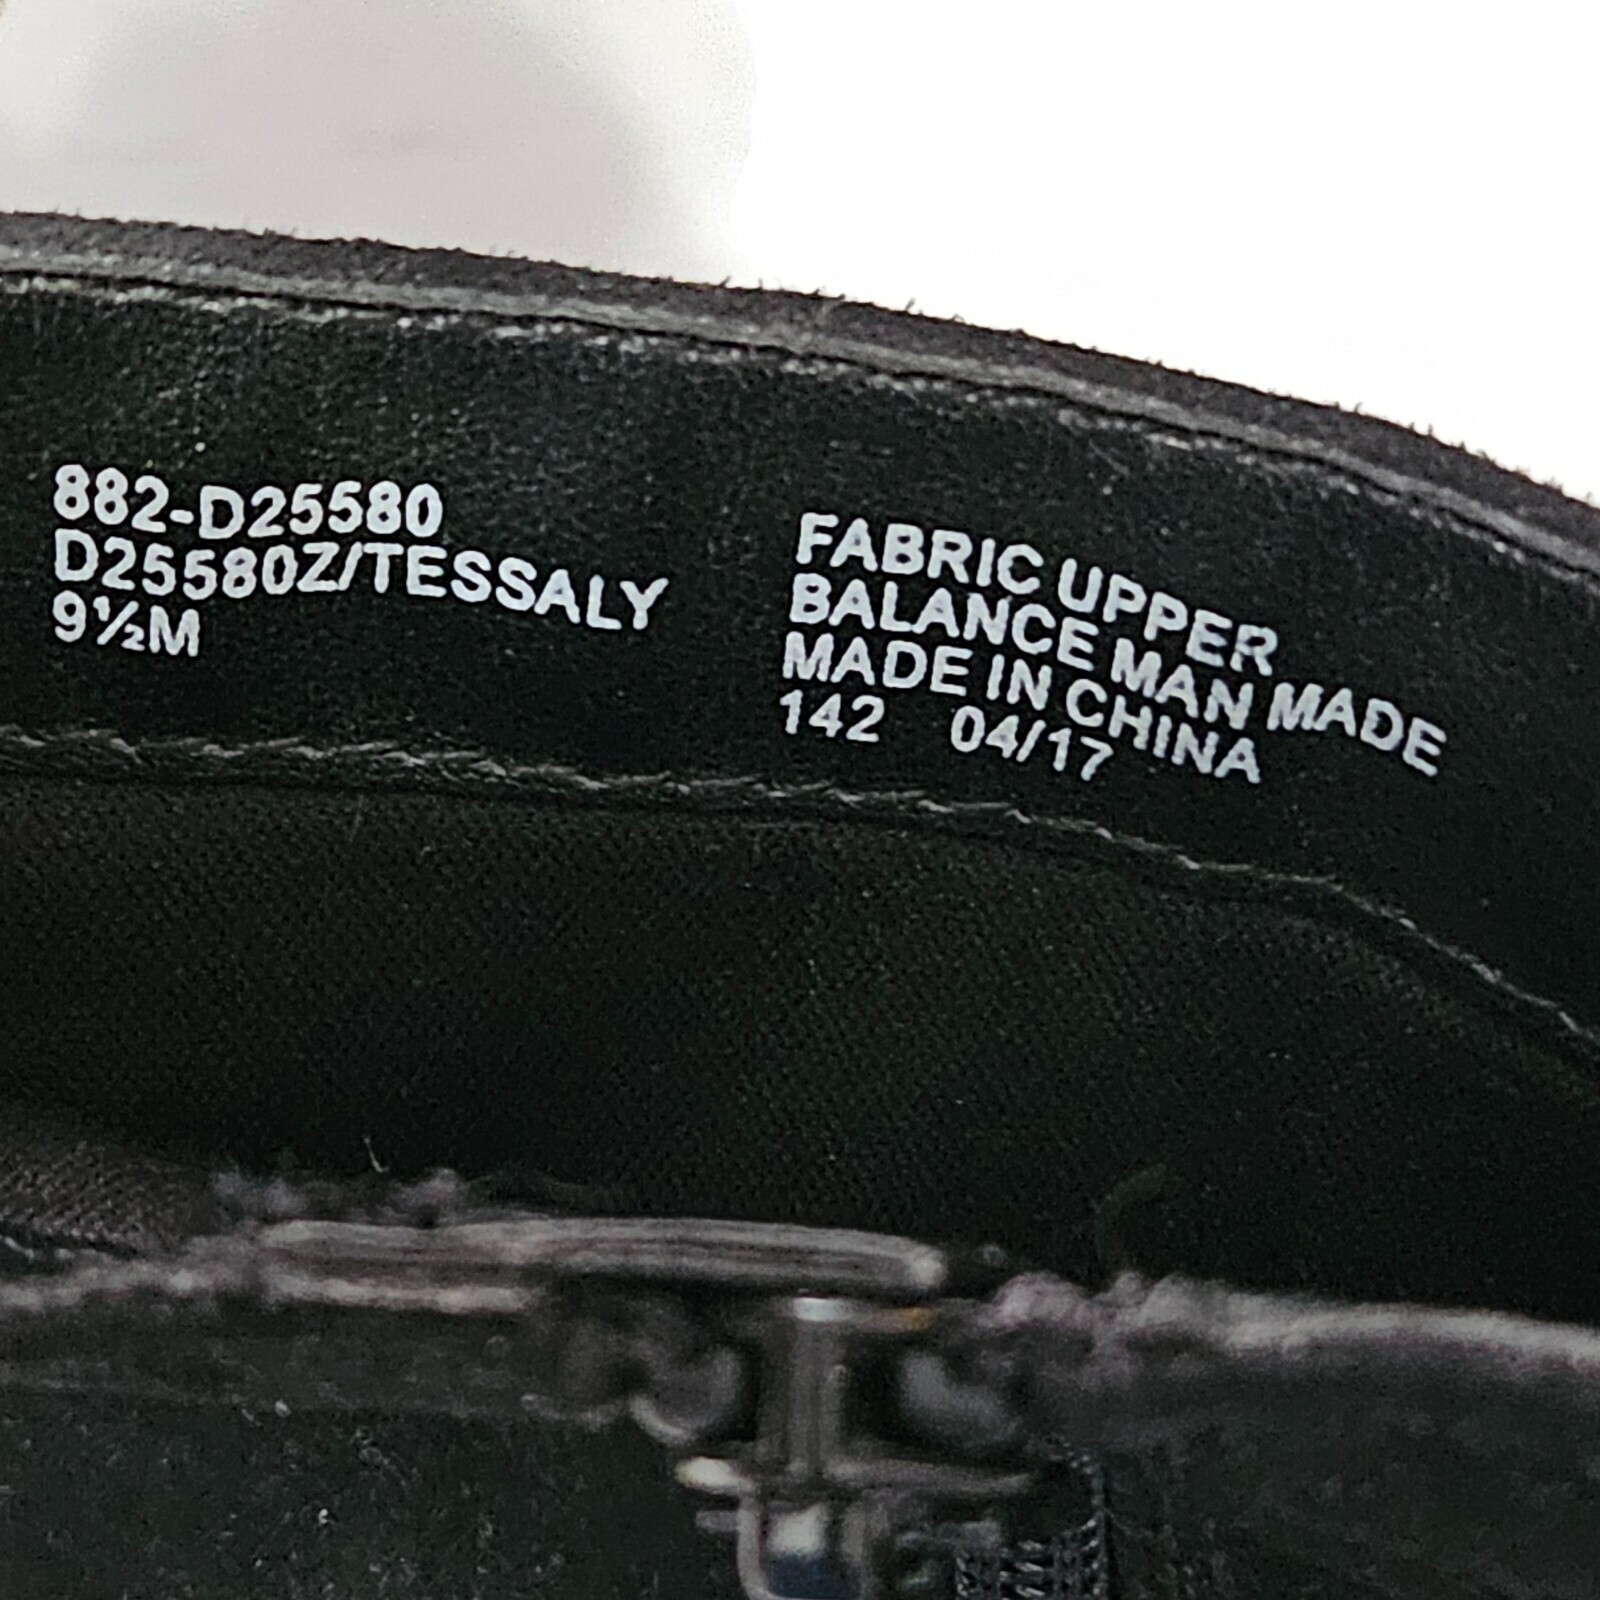 882-D25580
D25580Z/TESSALY
9½M
FABRIC UPPER
BALANCE MAN MADE
MADE IN CHINA
142 04/17